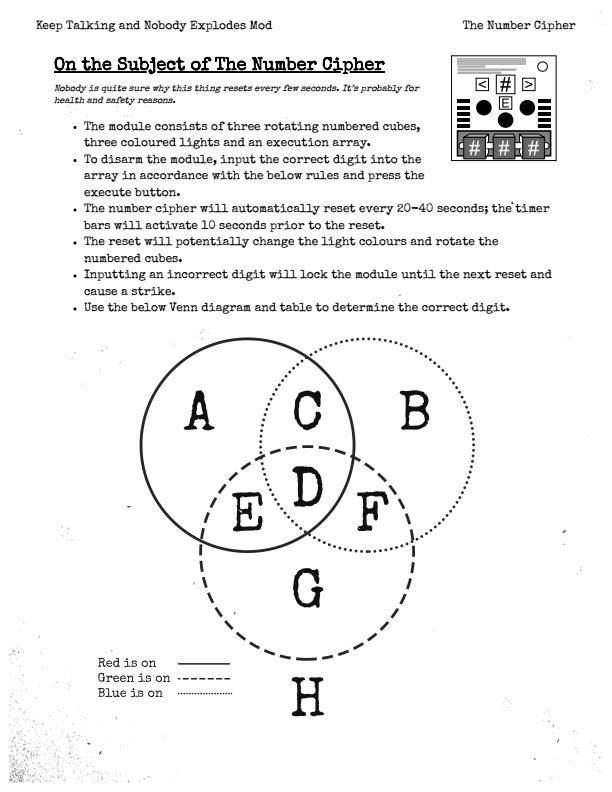 Keep Talking and Nobody Explodes Mod The Number Cipher
On the Subject of The Number Cipher
Nobody is quite sure why this thing resets every few seconds. It's probably for
health and safety reasons.
< # >
E
# # #
• The module consists of three rotating numbered cubes,
three coloured lights and an execution array.
• To disarm the module, input the correct digit into the
array in accordance with the below rules and press the
execute button.
• The number cipher will automatically reset every 20-40 seconds; the timer
bars will activate 10 seconds prior to the reset.
• The reset will potentially change the light colours and rotate the
numbered cubes.
• Inputting an incorrect digit will lock the module until the next reset and
cause a strike.
• Use the below Venn diagram and table to determine the correct digit.
A C B
D
E F
G
Red is on
Green is on
Blue is on
H